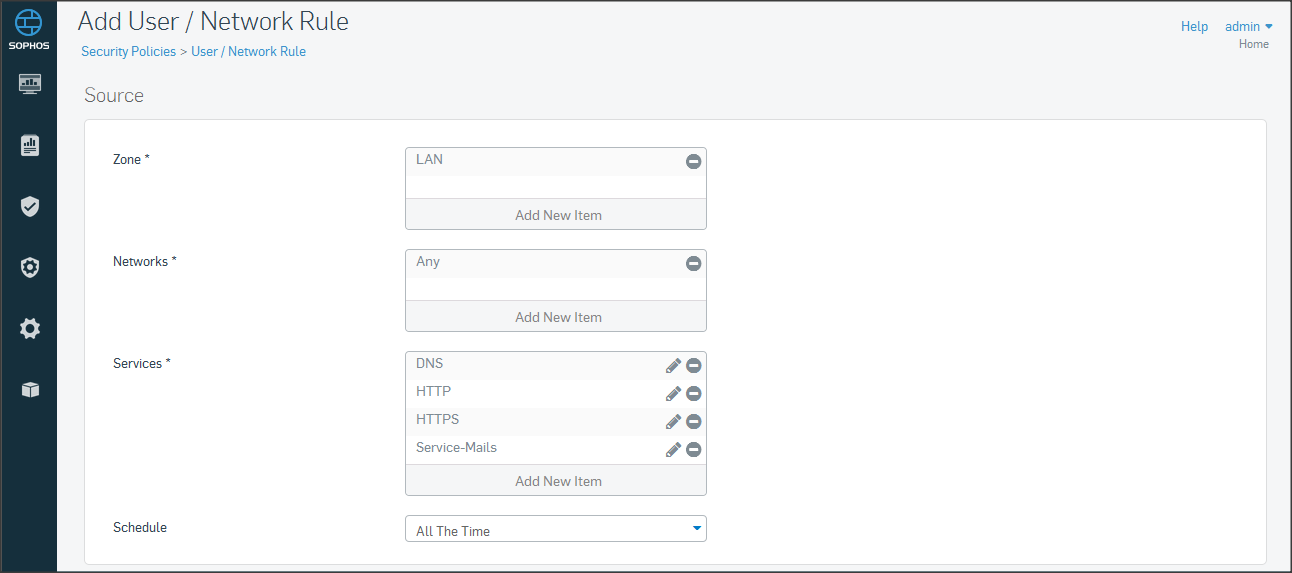 SOPHOS
Add User / Network Rule
Help admin
Security Policies > User / Network Rule
Home
Source
Zone *
LAN
Add New Item
Networks *
Any
Add New Item
Services *
DNS
HTTP
HTTPS
Service-Mails
Add New Item
Schedule
All The Time